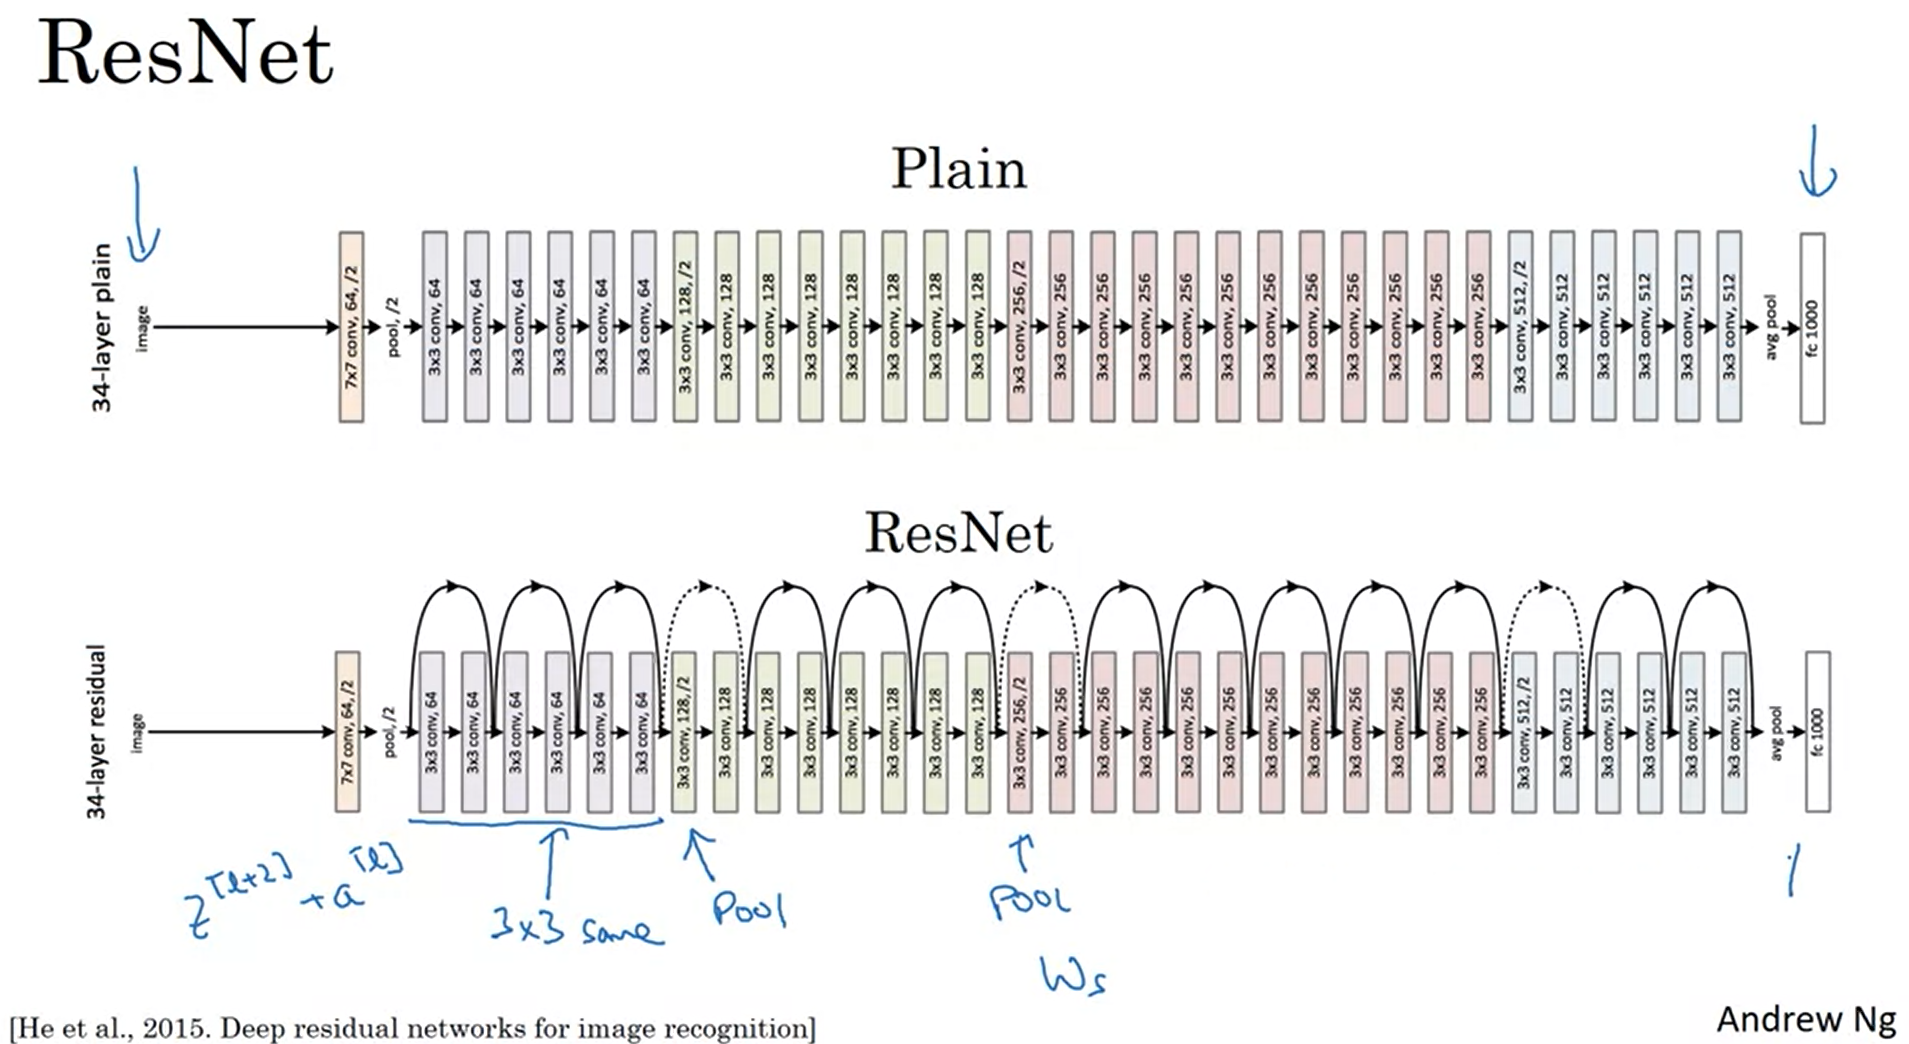 ResNet
Plain
34-layer plain
image
7x7 conv, 64, /2
pool, /2
3x3 conv, 64
3x3 conv, 64
3x3 conv, 64
3x3 conv, 64
3x3 conv, 64
3x3 conv, 64
3x3 conv, 128, /2
3x3 conv, 128
3x3 conv, 128
3x3 conv, 128
3x3 conv, 128
3x3 conv, 128
3x3 conv, 128
3x3 conv, 128
3x3 conv, 256, /2
3x3 conv, 256
3x3 conv, 256
3x3 conv, 256
3x3 conv, 256
3x3 conv, 256
3x3 conv, 256
3x3 conv, 256
3x3 conv, 256
3x3 conv, 256
3x3 conv, 256
3x3 conv, 256
3x3 conv, 512, /2
3x3 conv, 512
3x3 conv, 512
3x3 conv, 512
3x3 conv, 512
3x3 conv, 512
avg pool
fc 1000
ResNet
34-layer residual
image
7x7 conv, 64, /2
pool, /2
3x3 conv, 64
3x3 conv, 64
3x3 conv, 64
3x3 conv, 64
3x3 conv, 64
3x3 conv, 64
3x3 conv, 128, /2
3x3 conv, 128
3x3 conv, 128
3x3 conv, 128
3x3 conv, 128
3x3 conv, 128
3x3 conv, 128
3x3 conv, 128
3x3 conv, 256, /2
3x3 conv, 256
3x3 conv, 256
3x3 conv, 256
3x3 conv, 256
3x3 conv, 256
3x3 conv, 256
3x3 conv, 256
3x3 conv, 256
3x3 conv, 256
3x3 conv, 256
3x3 conv, 256
3x3 conv, 512, /2
3x3 conv, 512
3x3 conv, 512
3x3 conv, 512
3x3 conv, 512
3x3 conv, 512
avg pool
fc 1000
z^[l+2] + a^[l]
3x3 same
Pool
Pool
Ws
[He et al., 2015. Deep residual networks for image recognition]
Andrew Ng